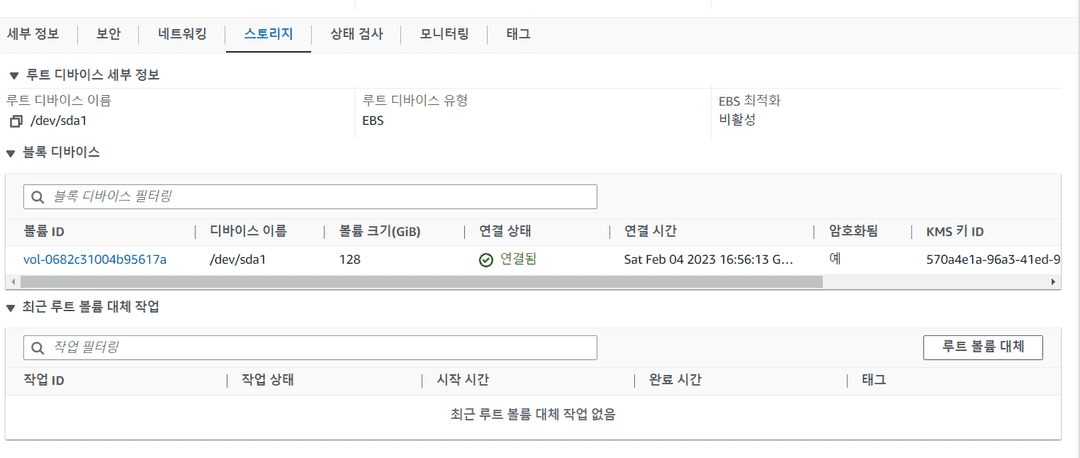 세부 정보 보안 네트워킹 스토리지 상태 검사 모니터링 태그
루트 디바이스 세부 정보
루트 디바이스 이름 루트 디바이스 유형 EBS 최적화
/dev/sda1 EBS 비활성
블록 디바이스
블록 디바이스 필터링
볼륨 ID 디바이스 이름 볼륨 크기(GiB) 연결 상태 연결 시간 암호화됨 KMS 키 ID
vol-0682c31004b95617a /dev/sda1 128 연결됨 Sat Feb 04 2023 16:56:13 G... 예 570a4e1a-96a3-41ed-9
최근 루트 볼륨 대체 작업
작업 필터링 루트 볼륨 대체
작업 ID 작업 상태 시작 시간 완료 시간 태그
최근 루트 볼륨 대체 작업 없음